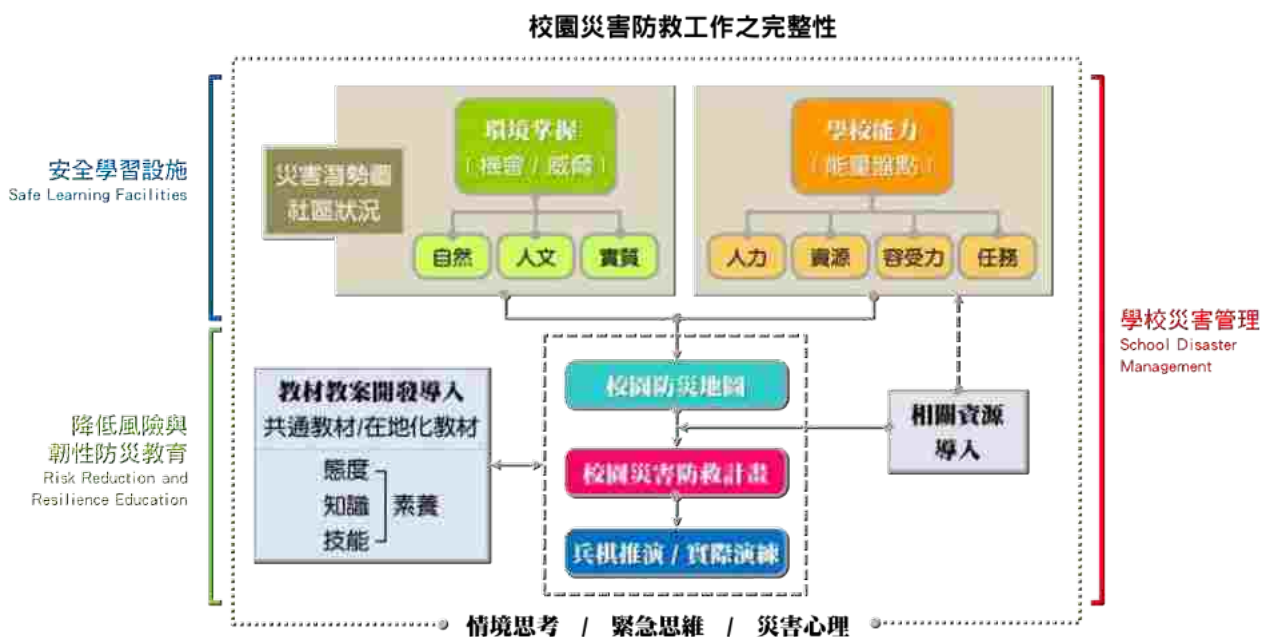 校園災害防救工作之完整性
安全學習設施
Safe Learning Facilities
災害潛勢圖
社區狀況
環境掌握
(機會/威脅)
自然
人文
實質
學校能力
(能量盤點)
人力
資源
容受力
任務
降低風險與
韌性防災教育
Risk Reduction and
Resilience Education
教材教案開發導入
共通教材/在地化教材
態度
知識
技能
素養
校園防災地圖
校園災害防救計畫
兵棋推演 / 實際演練
相關資源
導入
學校災害管理
School Disaster
Management
情境思考 / 緊急思維 / 災害心理